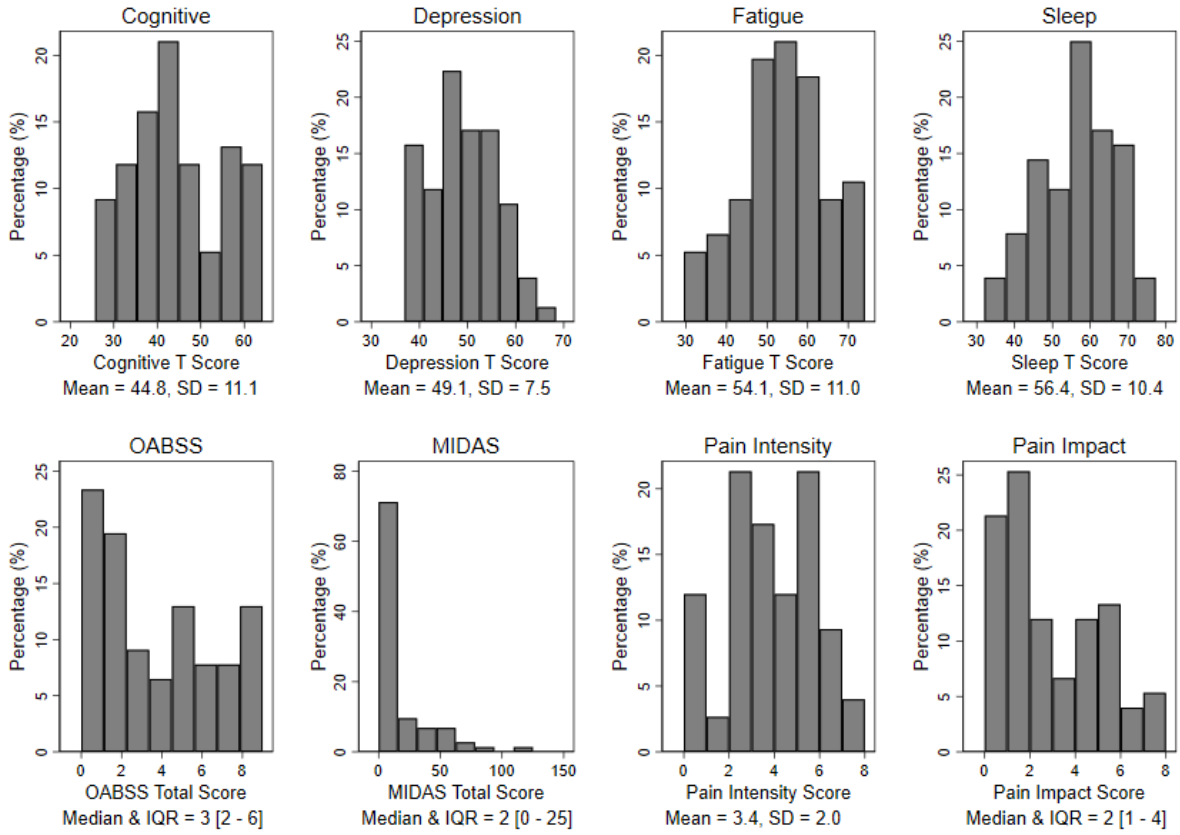 Cognitive
Percentage (%)
0 5 10 15 20
20 30 40 50 60
Cognitive T Score
Mean = 44.8, SD = 11.1
Depression
Percentage (%)
0 5 10 15 20 25
30 40 50 60 70
Depression T Score
Mean = 49.1, SD = 7.5
Fatigue
Percentage (%)
0 5 10 15 20
30 40 50 60 70
Fatigue T Score
Mean = 54.1, SD = 11.0
Sleep
Percentage (%)
0 5 10 15 20 25
30 40 50 60 70 80
Sleep T Score
Mean = 56.4, SD = 10.4
OABSS
Percentage (%)
0 5 10 15 20 25
0 2 4 6 8
OABSS Total Score
Median & IQR = 3 [2 - 6]
MIDAS
Percentage (%)
0 20 40 60 80
0 50 100 150
MIDAS Total Score
Median & IQR = 2 [0 - 25]
Pain Intensity
Percentage (%)
0 5 10 15 20
0 2 4 6 8
Pain Intensity Score
Mean = 3.4, SD = 2.0
Pain Impact
Percentage (%)
0 5 10 15 20 25
0 2 4 6 8
Pain Impact Score
Median & IQR = 2 [1 - 4]